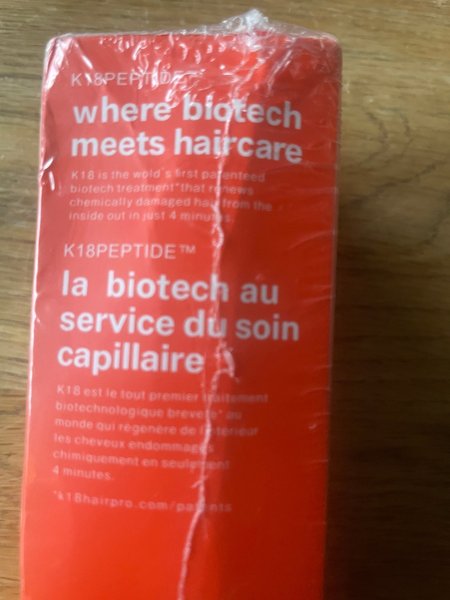 K18PEPTIDE™
where biotech
meets haircare
K18 is the wold's first patenteed
biotech treatment*that renews
chemically damaged hair from the
inside out in just 4 minutes.
K18PEPTIDE™
la biotech au
service du soin
capillaire
K18 est le tout premier traitement
biotechnologique breveté* au
monde qui régénère de l'intérieur
les cheveux endommagés
chimiquement en seulement
4 minutes.
*k18hairpro.com/patents